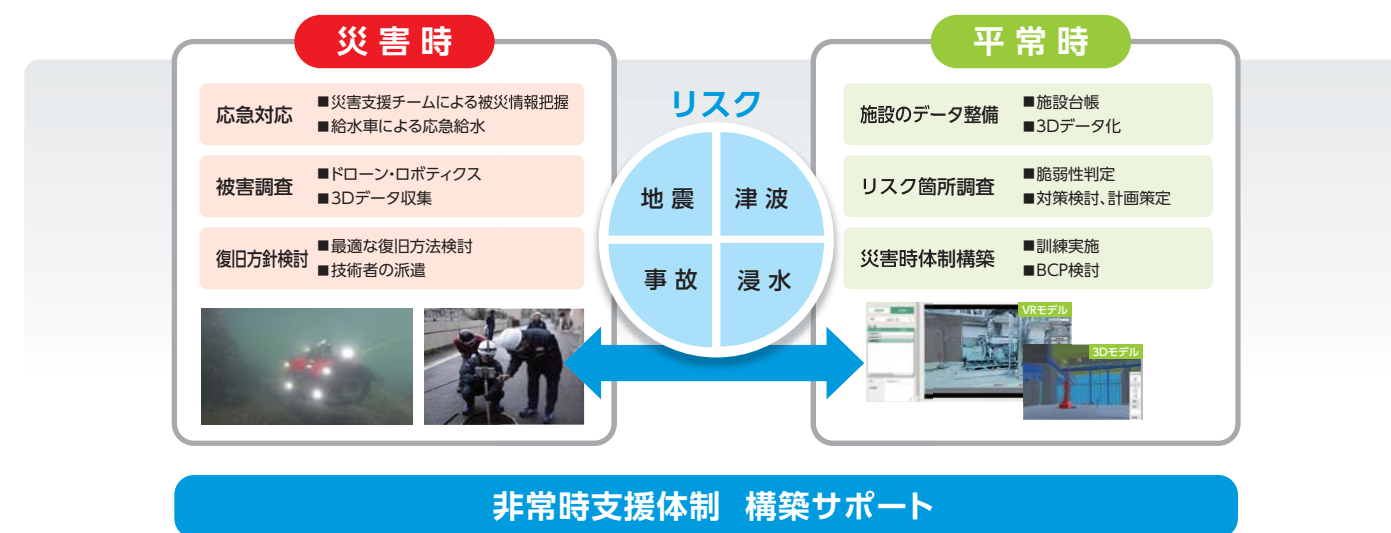 災害時
応急対応
■災害支援チームによる被災情報把握
■給水車による応急給水
被害調査
■ドローン・ロボティクス
■3Dデータ収集
復旧方針検討
■最適な復旧方法検討
■技術者の派遣
リスク
地震
津波
事故
浸水
平常時
施設のデータ整備
■施設台帳
■3Dデータ化
リスク箇所調査
■脆弱性判定
■対策検討、計画策定
災害時体制構築
■訓練実施
■BCP検討
VRモデル
3Dモデル
非常時支援体制 構築サポート